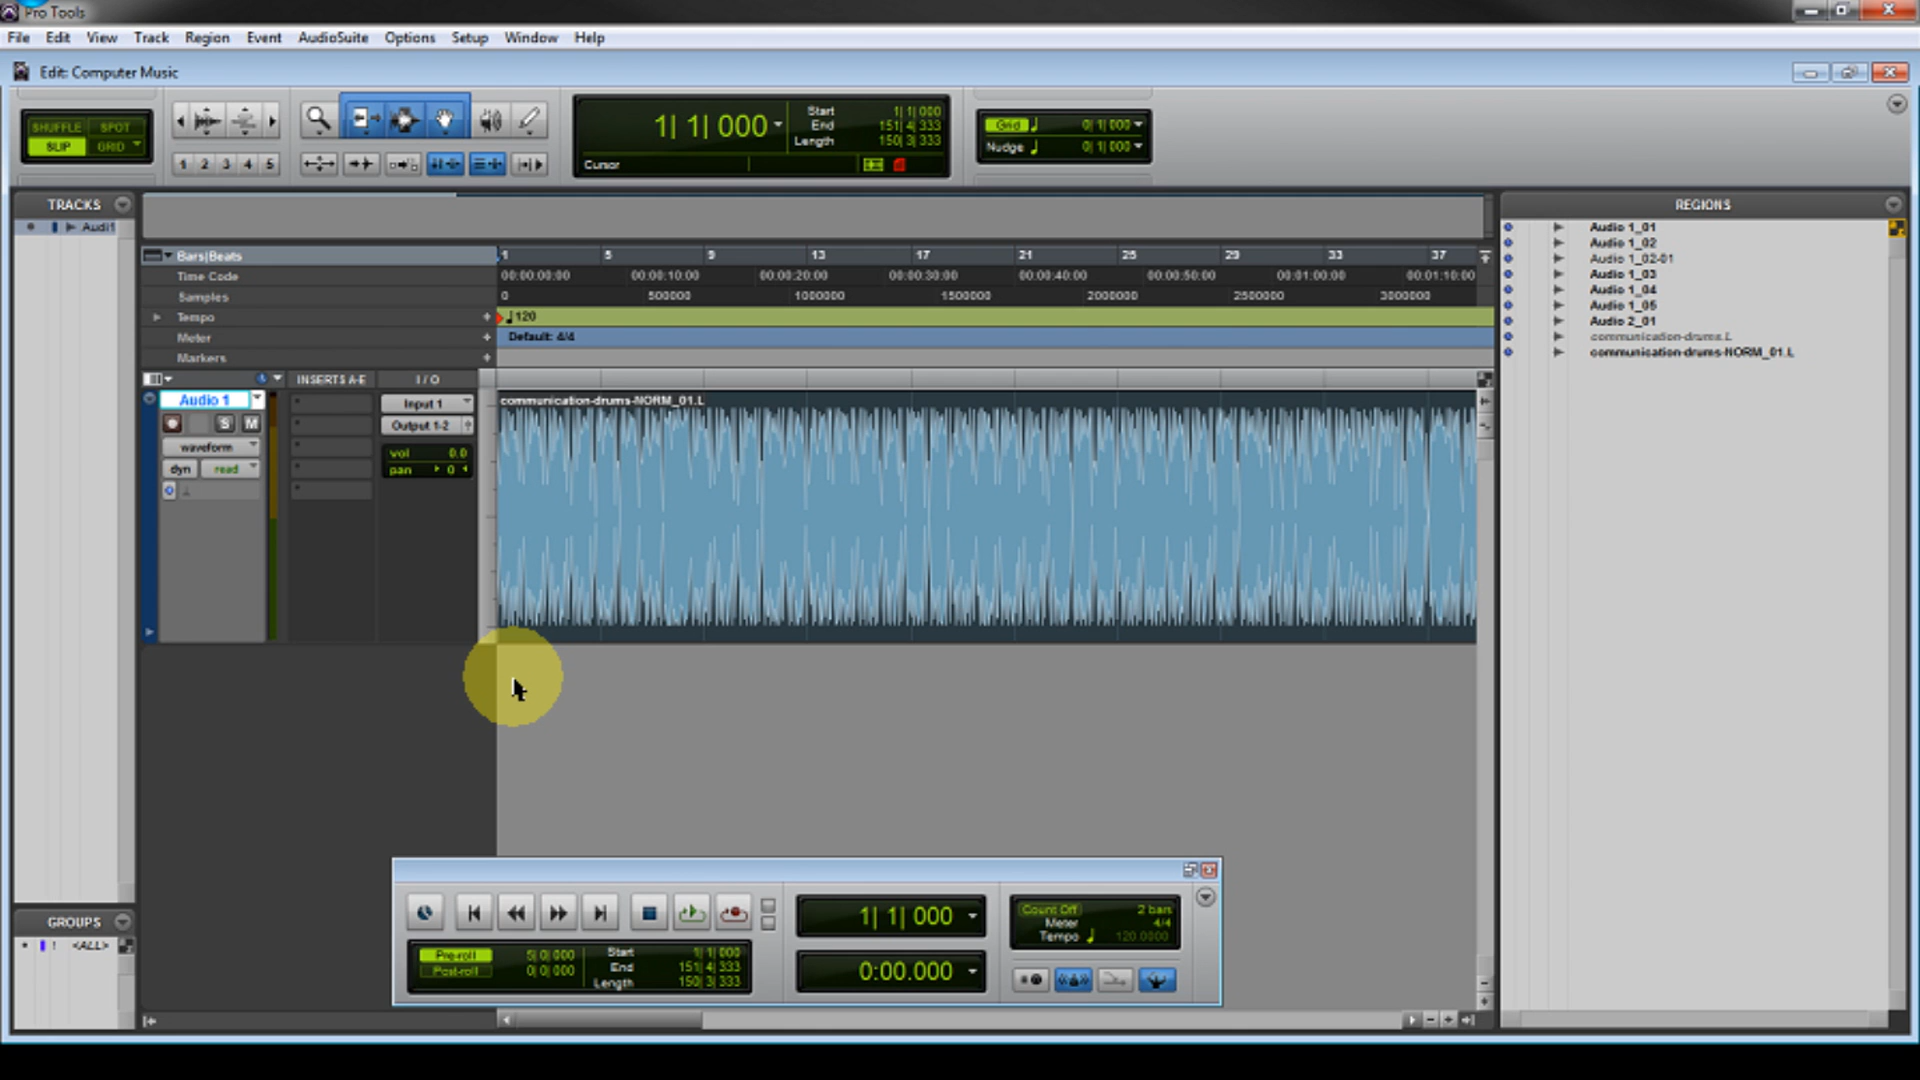 Pro Tools
File Edit View Track Region Event AudioSuite Options Setup Window Help
Edit: Computer Music
SHUFFLE SPOT
SLIP GRID
1 2 3 4 5
1| 1| 000
Start 1| 1| 000
End 151| 4| 333
Length 150| 3| 333
Cursor
Grid 0| 1| 000
Nudge 0| 1| 000
TRACKS
Audi1
REGIONS
Bars|Beats 1 5 9 13 17 21 25 29 33 37
Time Code 00:00:00:00 00:00:10:00 00:00:20:00 00:00:30:00 00:00:40:00 00:00:50:00 00:01:00:00 00:01:10:00
Samples 0 500000 1000000 1500000 2000000 2500000 3000000
Tempo 120
Meter Default: 4/4
Markers
INSERTS A-E I / O
Audio 1
S M
waveform
dyn read
Input 1
Output 1-2
vol 0.0
pan 0
communication-drums-NORM_01.L
Audio 1_01
Audio 1_02
Audio 1_02-01
Audio 1_03
Audio 1_04
Audio 1_05
Audio 2_01
communication-drums.L
communication-drums-NORM_01.L
GROUPS
! <ALL>
Pre-roll 5| 0| 000
Post-roll 0| 0| 000
Start 1| 1| 000
End 151| 4| 333
Length 150| 3| 333
1| 1| 000
0:00.000
Count Off 2 bars
Meter 4/4
Tempo 120.0000